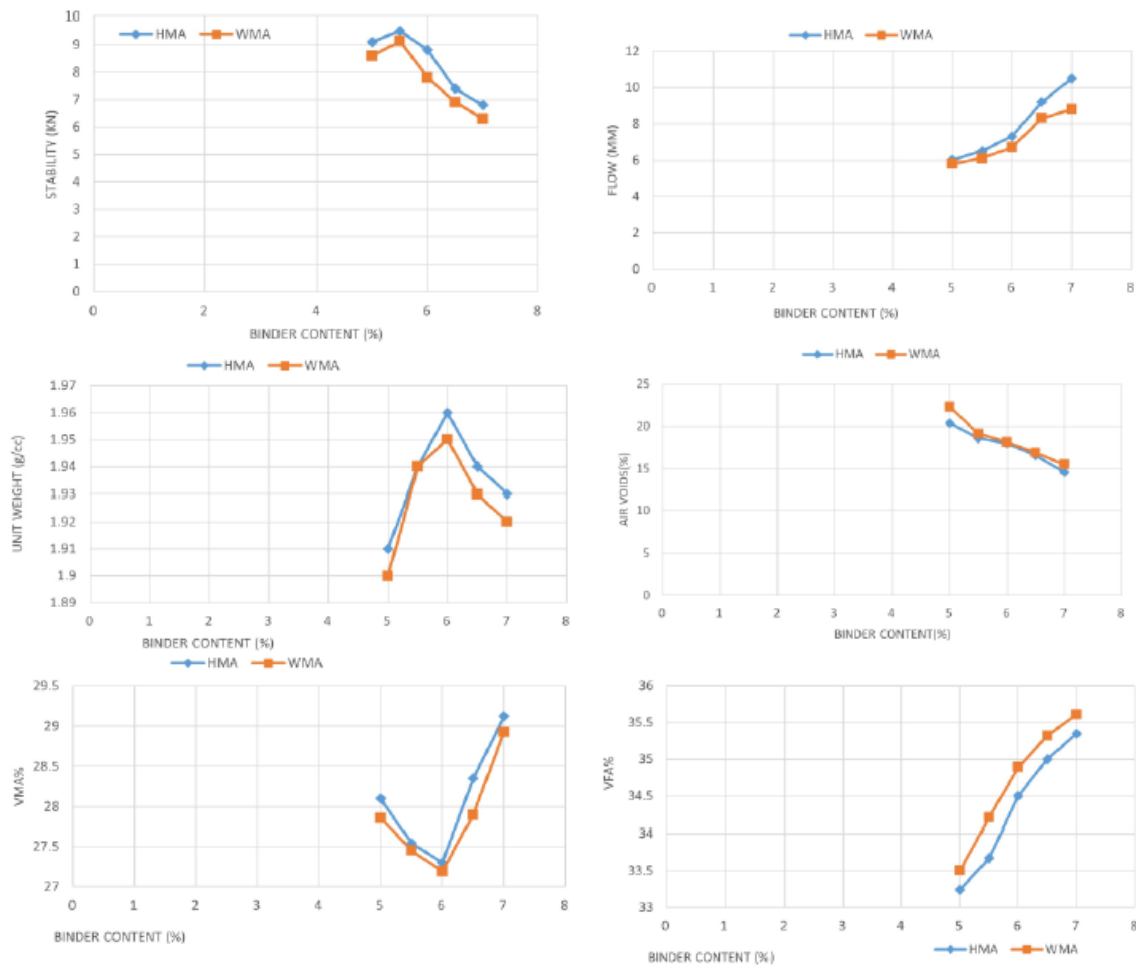 HMA WMA
10
9
8
7
6
5
4
3
2
1
0
STABILITY (KN)
0 2 4 6 8
BINDER CONTENT (%)
HMA WMA
12
10
8
6
4
2
0
FLOW (MM)
0 1 2 3 4 5 6 7 8
BINDER CONTENT (%)
HMA WMA
1.97
1.96
1.95
1.94
1.93
1.92
1.91
1.9
1.89
UNIT WEIGHT (g/cc)
0 1 2 3 4 5 6 7 8
BINDER CONTENT (%)
HMA WMA
25
20
15
10
5
0
AIR VOIDS(%)
0 1 2 3 4 5 6 7 8
BINDER CONTENT(%)
HMA WMA
29.5
29
28.5
28
27.5
27
VMA%
0 1 2 3 4 5 6 7 8
BINDER CONTENT (%)
36
35.5
35
34.5
34
33.5
33
VFA%
0 1 2 3 4 5 6 7 8
BINDER CONTENT (%)
HMA WMA